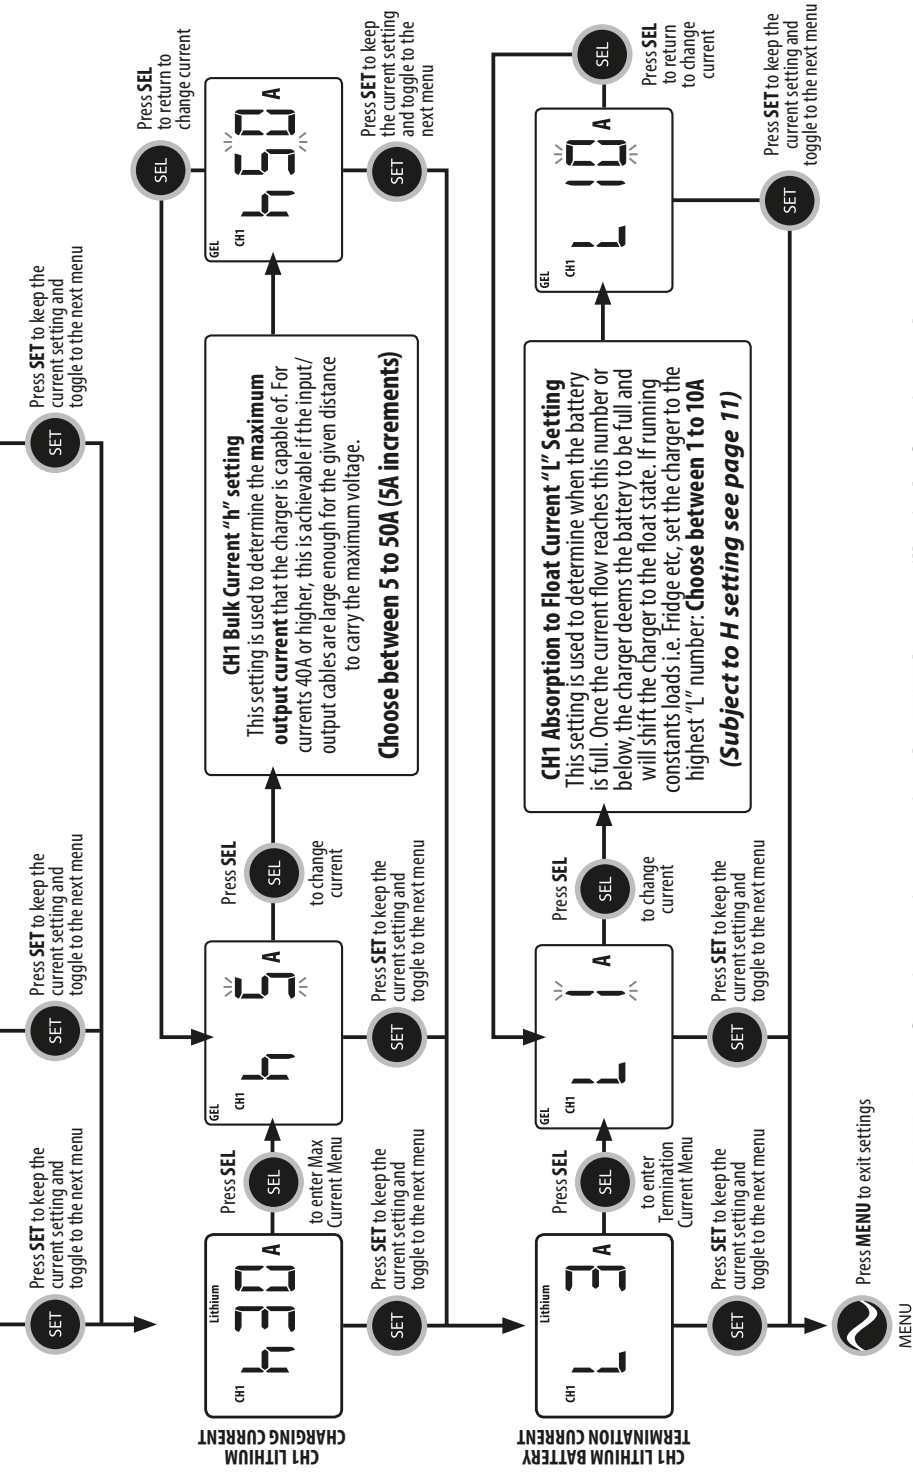 Press SET to keep the
current setting and
toggle to the next menu
SET
Press SET to keep the
current setting and
toggle to the next menu
SET
Press SET to keep the
current setting and
toggle to the next menu
SET
CH1 LITHIUM
CHARGING CURRENT
CH1
Lithium
h30 A
Press SEL
SEL
to enter Max
Current Menu
GEL
CH1
h 5 A
Press SEL
SEL
to change
current
CH1 Bulk Current “h” setting
This setting is used to determine the maximum
output current that the charger is capable of. For
currents 40A or higher, this is achievable if the input/
output cables are large enough for the given distance
to carry the maximum voltage.
Choose between 5 to 50A (5A increments)
GEL
CH1
h50 A
SEL
Press SEL
to return to
change current
SET
Press SET to keep the
current setting and
toggle to the next menu
SET
Press SET to keep the
current setting and
toggle to the next menu
SET
Press SET to keep
the current setting
and toggle to the
next menu
CH1 LITHIUM BATTERY
TERMINATION CURRENT
CH1
Lithium
L 3 A
Press SEL
SEL
to enter
Termination
Current Menu
GEL
CH1
L 1 A
Press SEL
SEL
to change
current
CH1 Absorption to Float Current “L” Setting
This setting is used to determine when the battery
is full. Once the current flow reaches this number or
below, the charger deems the battery to be full and
will shift the charger to the float state. If running
constants loads i.e. Fridge etc, set the charger to the
highest “L” number: Choose between 1 to 10A
(Subject to H setting see page 11)
GEL
CH1
L 10 A
SEL
Press SEL
to return
to change
current
SET
Press SET to keep the
current setting and
toggle to the next menu
SET
Press SET to keep the
current setting and
toggle to the next menu
SET
Press SET to keep the
current setting and
toggle to the next menu
MENU
Press MENU to exit settings